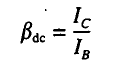 β_dc = I_C / I_B